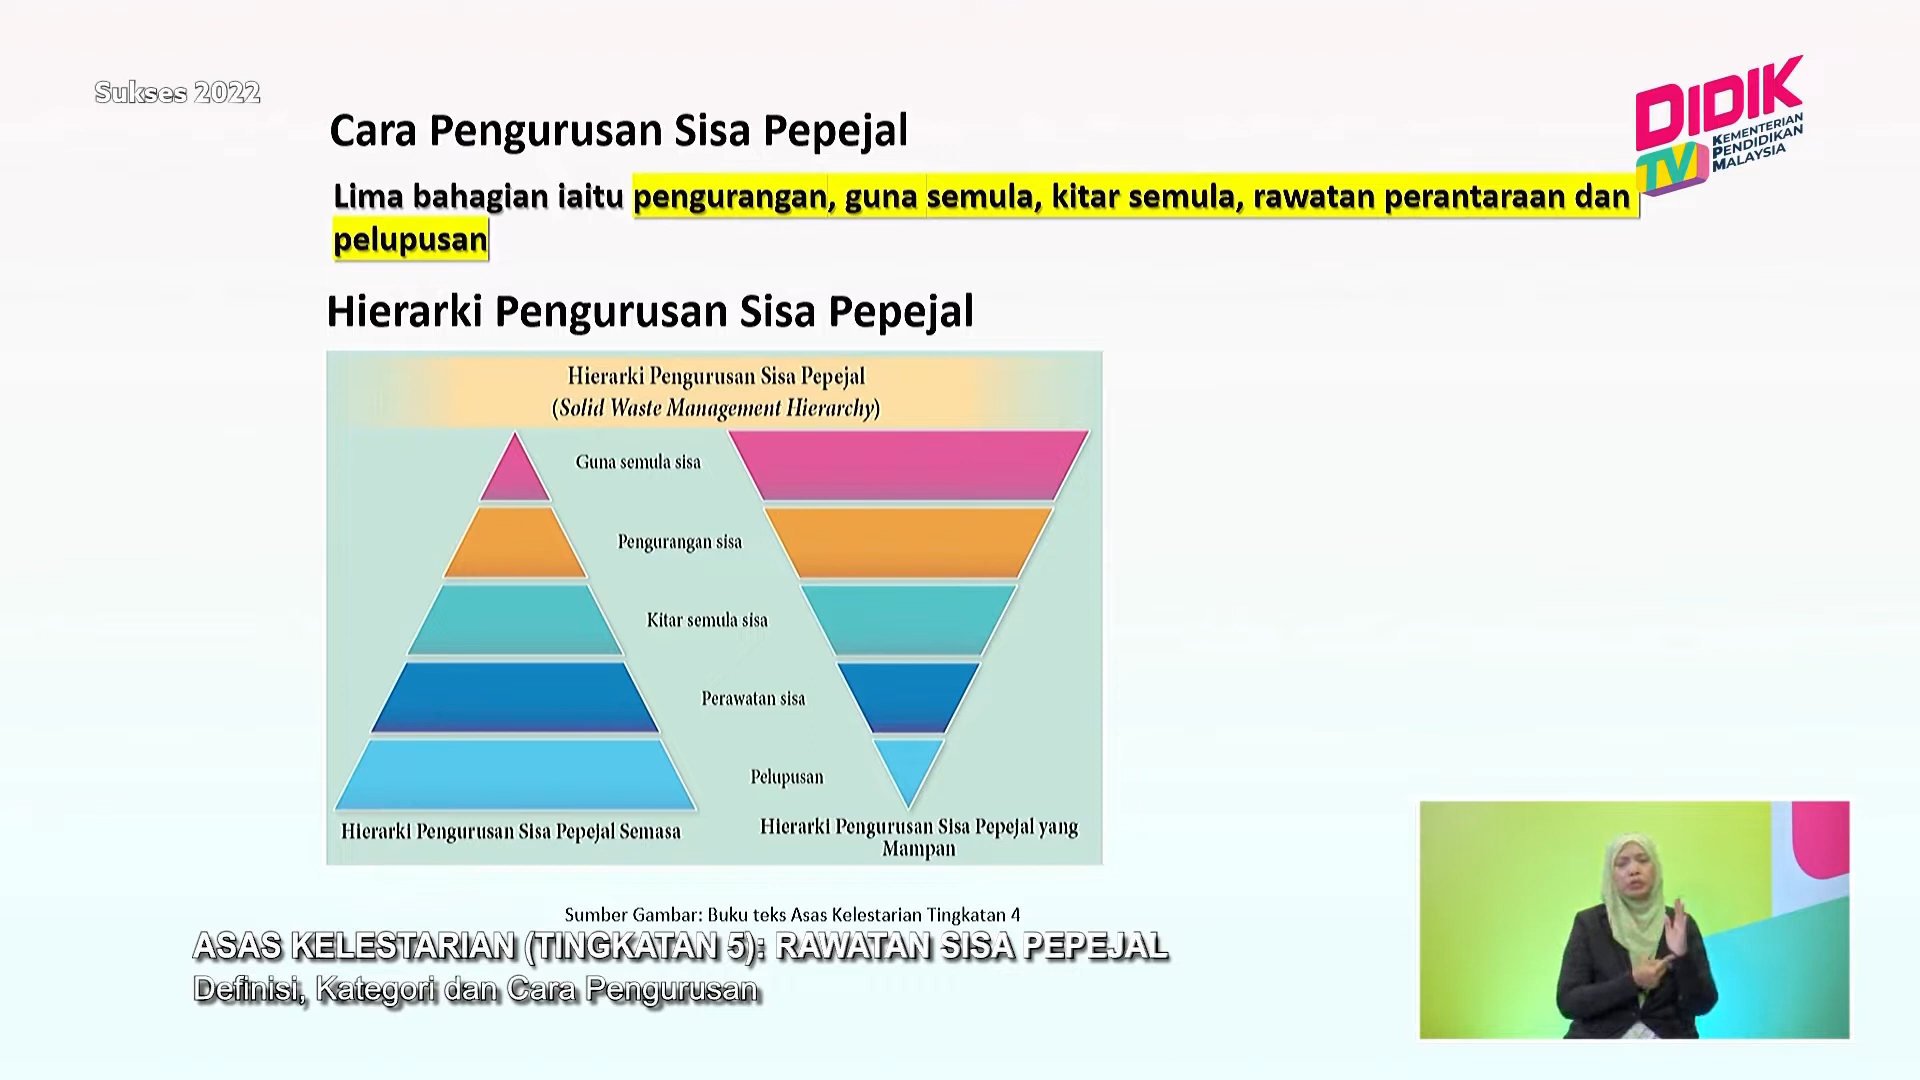 Sukses 2022
DIDIK
TV
KEMENTERIAN
PENDIDIKAN
MALAYSIA
Cara Pengurusan Sisa Pepejal
Lima bahagian iaitu pengurangan, guna semula, kitar semula, rawatan perantaraan dan
pelupusan
Hierarki Pengurusan Sisa Pepejal
Hierarki Pengurusan Sisa Pepejal
(Solid Waste Management Hierarchy)
Guna semula sisa
Pengurangan sisa
Kitar semula sisa
Perawatan sisa
Pelupusan
Hierarki Pengurusan Sisa Pepejal Semasa
Hierarki Pengurusan Sisa Pepejal yang
Mampan
Sumber Gambar: Buku teks Asas Kelestarian Tingkatan 4
ASAS KELESTARIAN (TINGKATAN 5): RAWATAN SISA PEPEJAL
Definisi, Kategori dan Cara Pengurusan